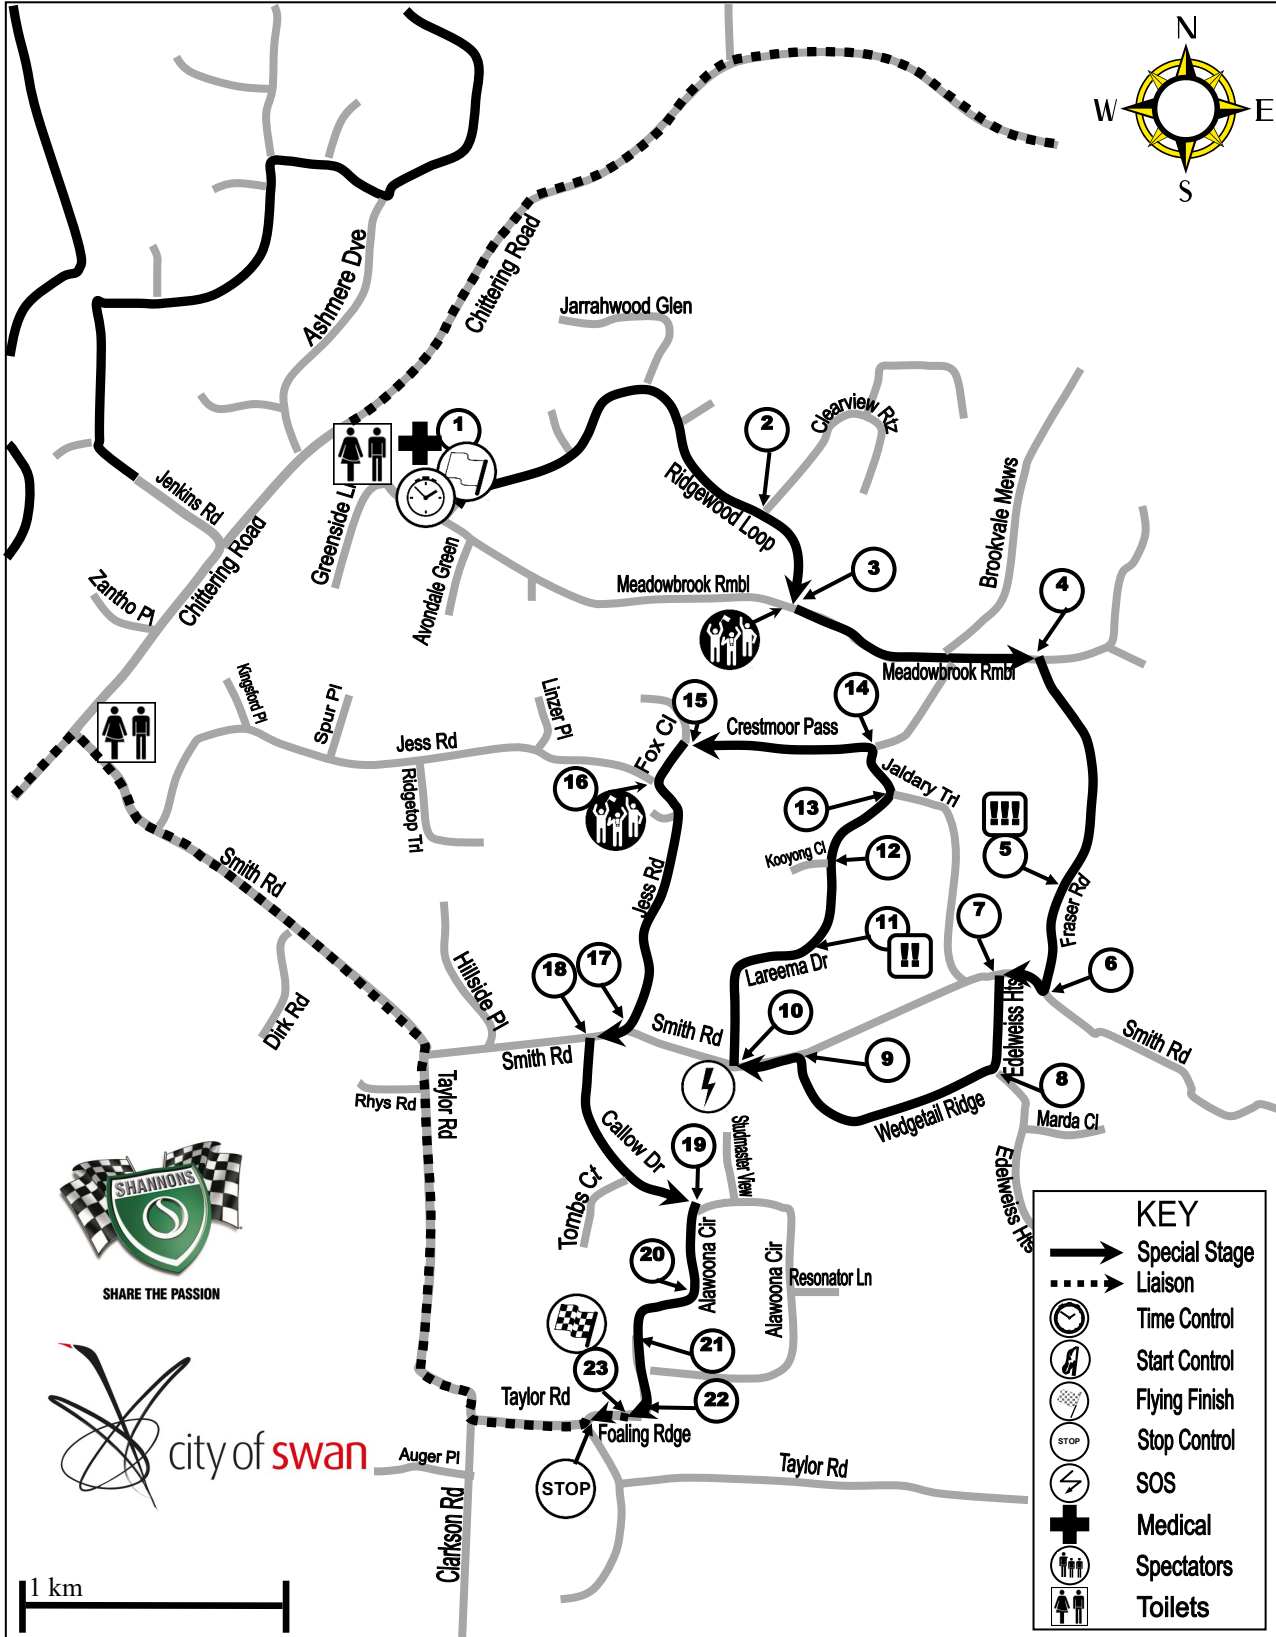 N
W
E
S
Chittering Road
Ashmere Dve
Jarrahwood Glen
Clearview Rtz
1
2
Ridgewood Loop
Brookvale Mews
Jenkins Rd
Greenside
Chittering Road
Avondale Green
3
4
Zantho Pl
Meadowbrook Rmbl
Meadowbrook Rmbl
Kingsford Pl
Spur Pl
Linzer Pl
15
14
Crestmoor Pass
Jess Rd
Fox Cl
Jaldary Trl
16
Ridgetop Trl
13
5
Kooyong Cl
12
Smith Rd
Jess Rd
Fraser Rd
7
11
Hillside Pl
18
17
Lareema Dr
6
Dirk Rd
10
Smith Rd
Edelweiss Hts
Smith Rd
Smith Rd
9
8
Rhys Rd
Taylor Rd
Wedgetail Ridge
Marda Cl
Callow Dr
19
Studmaster View
Tombs Ct
Edelweiss Hts
SHANNONS
SHARE THE PASSION
20
Alawoona Cir
Alawoona Cir
Resonator Ln
21
23
22
Taylor Rd
Foaling Rdge
Auger Pl
STOP
Taylor Rd
Clarkson Rd
city of swan
1 km
KEY
Special Stage
Liaison
Time Control
Start Control
Flying Finish
STOP
Stop Control
SOS
Medical
Spectators
Toilets